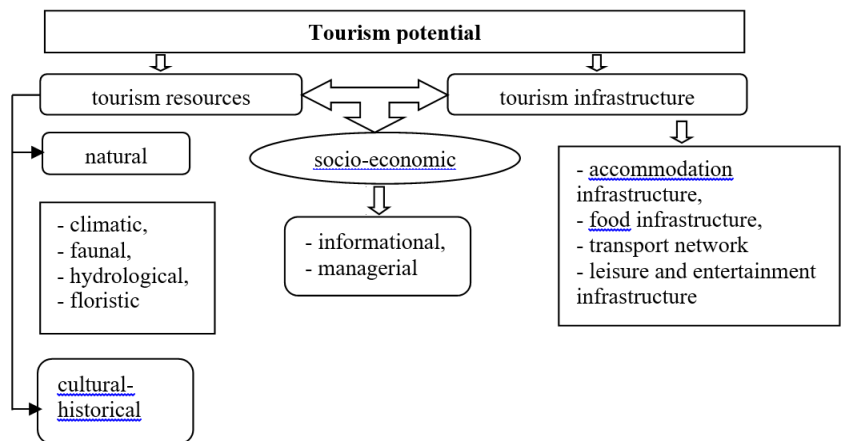 Tourism potential
tourism resources
tourism infrastructure
natural
socio-economic
- climatic,
- faunal,
- hydrological,
- floristic
- informational,
- managerial
- accommodation
infrastructure,
- food infrastructure,
- transport network
- leisure and entertainment
infrastructure
cultural-
historical